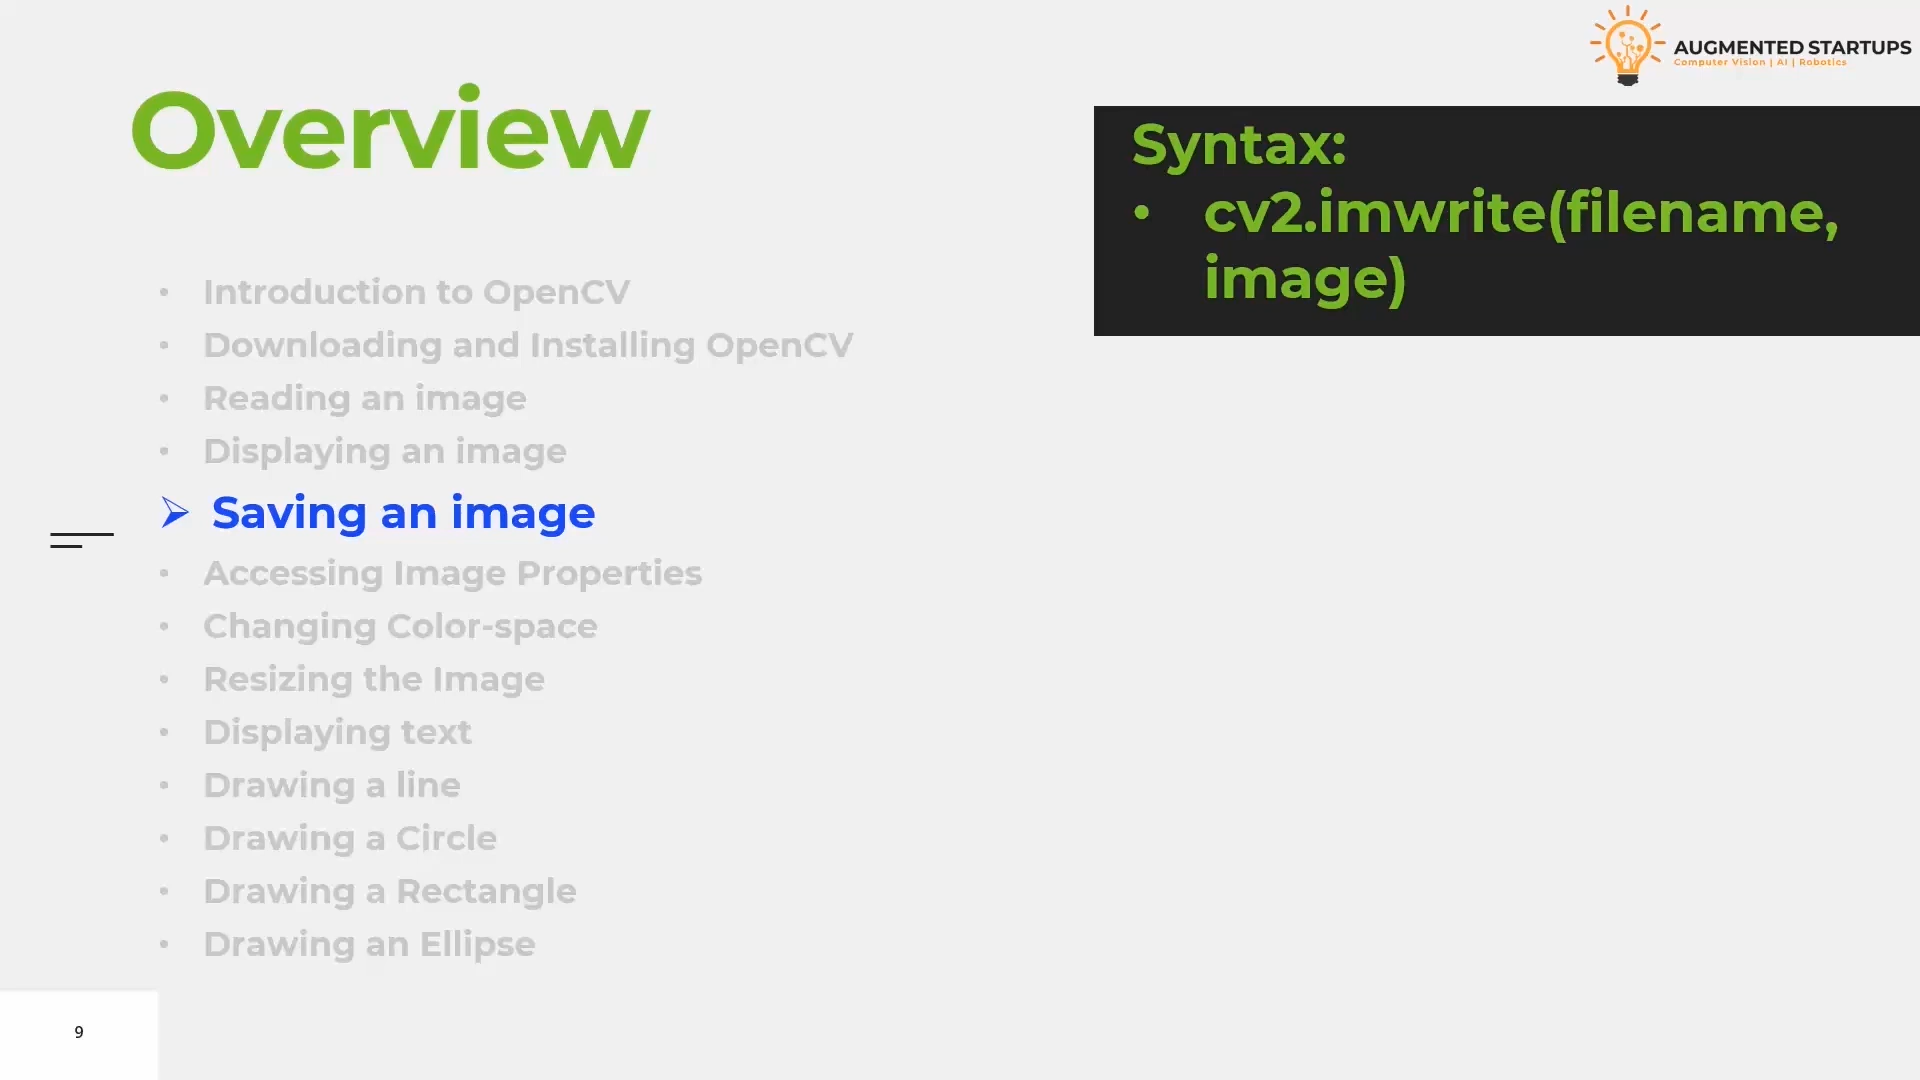 AUGMENTED STARTUPS
Computer Vision | AI | Robotics
Overview
Syntax:
• cv2.imwrite(filename,
image)
• Introduction to OpenCV
• Downloading and Installing OpenCV
• Reading an image
• Displaying an image
➢ Saving an image
• Accessing Image Properties
• Changing Color-space
• Resizing the Image
• Displaying text
• Drawing a line
• Drawing a Circle
• Drawing a Rectangle
• Drawing an Ellipse
9